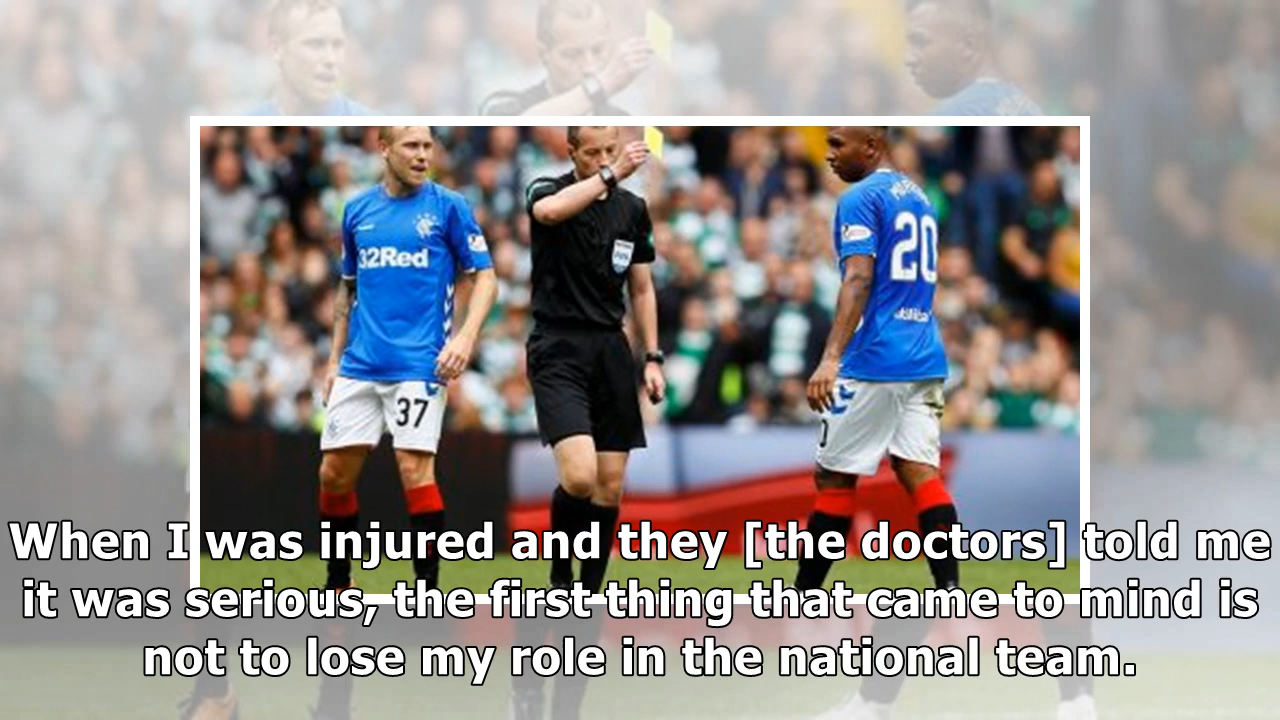 32Red
20
37
When I was injured and they [the doctors] told me
it was serious, the first thing that came to mind is
not to lose my role in the national team.